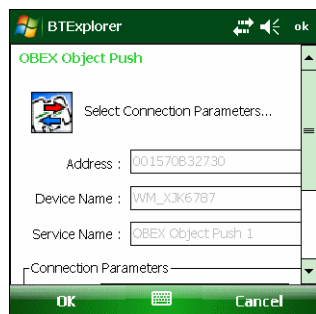 BTExplorer ok
OBEX Object Push
Select Connection Parameters...
Address : 001570B32730
Device Name : WM_XJK6787
Service Name : OBEX Object Push 1
Connection Parameters
OK Cancel